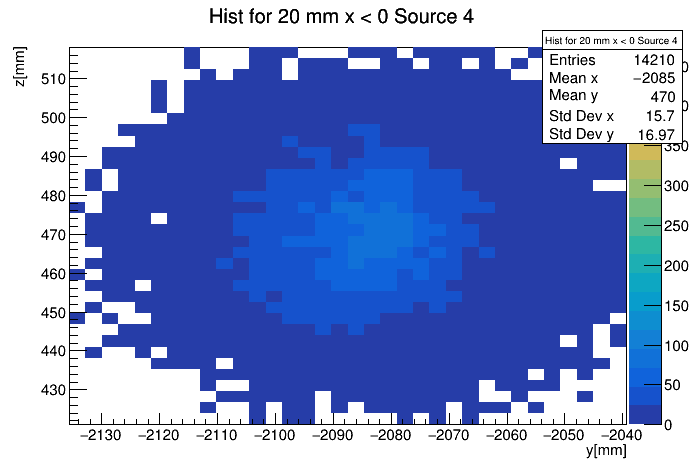 Hist for 20 mm x < 0 Source 4
Hist for 20 mm x < 0 Source 4
Entries 14210
Mean x −2085
Mean y 470
Std Dev x 15.7
Std Dev y 16.97
z[mm]
510
500
490
480
470
460
450
440
430
−2130 −2120 −2110 −2100 −2090 −2080 −2070 −2060 −2050 −2040
y[mm]
350
300
250
200
150
100
50
0